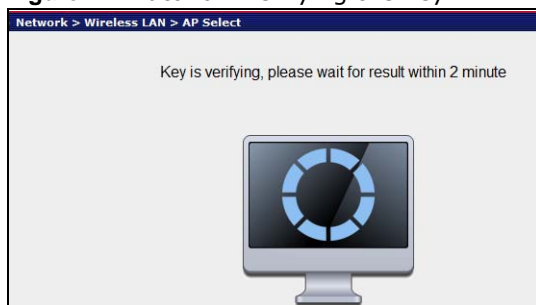 Network > Wireless LAN > AP Select
Key is verifying, please wait for result within 2 minute